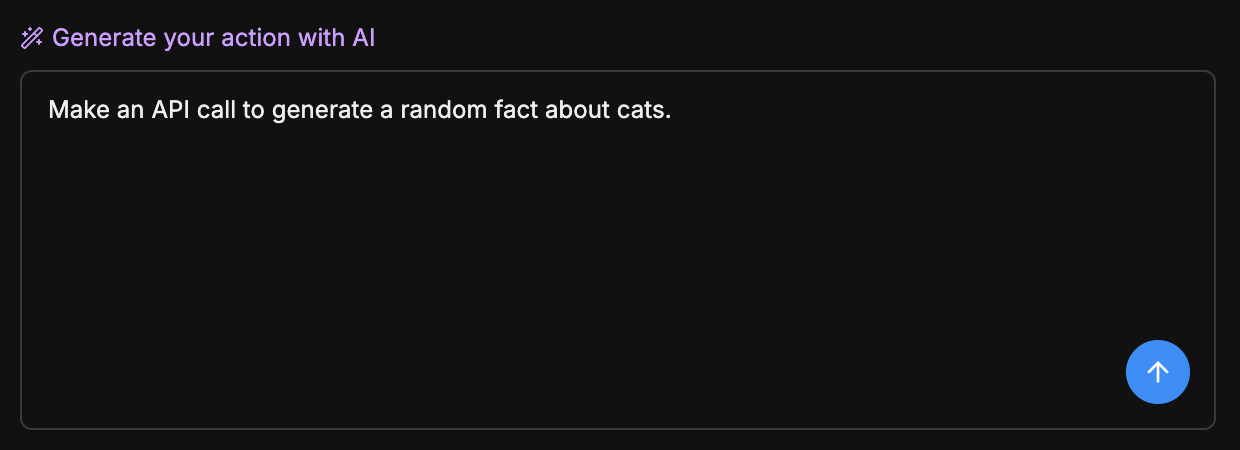 Generate your action with AI
Make an API call to generate a random fact about cats.